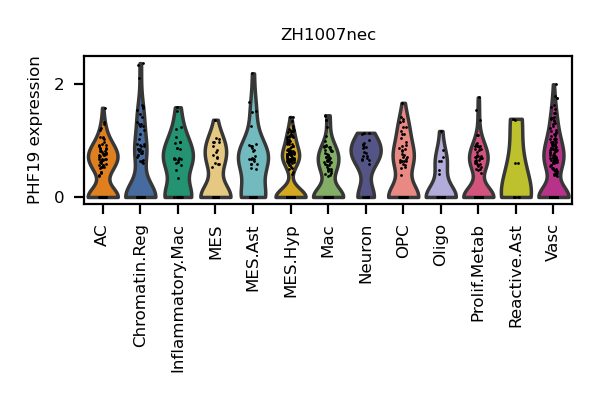 ZH1007nec
PHF19 expression
2
0
AC
Chromatin.Reg
Inflammatory.Mac
MES
MES.Ast
MES.Hyp
Mac
Neuron
OPC
Oligo
Prolif.Metab
Reactive.Ast
Vasc